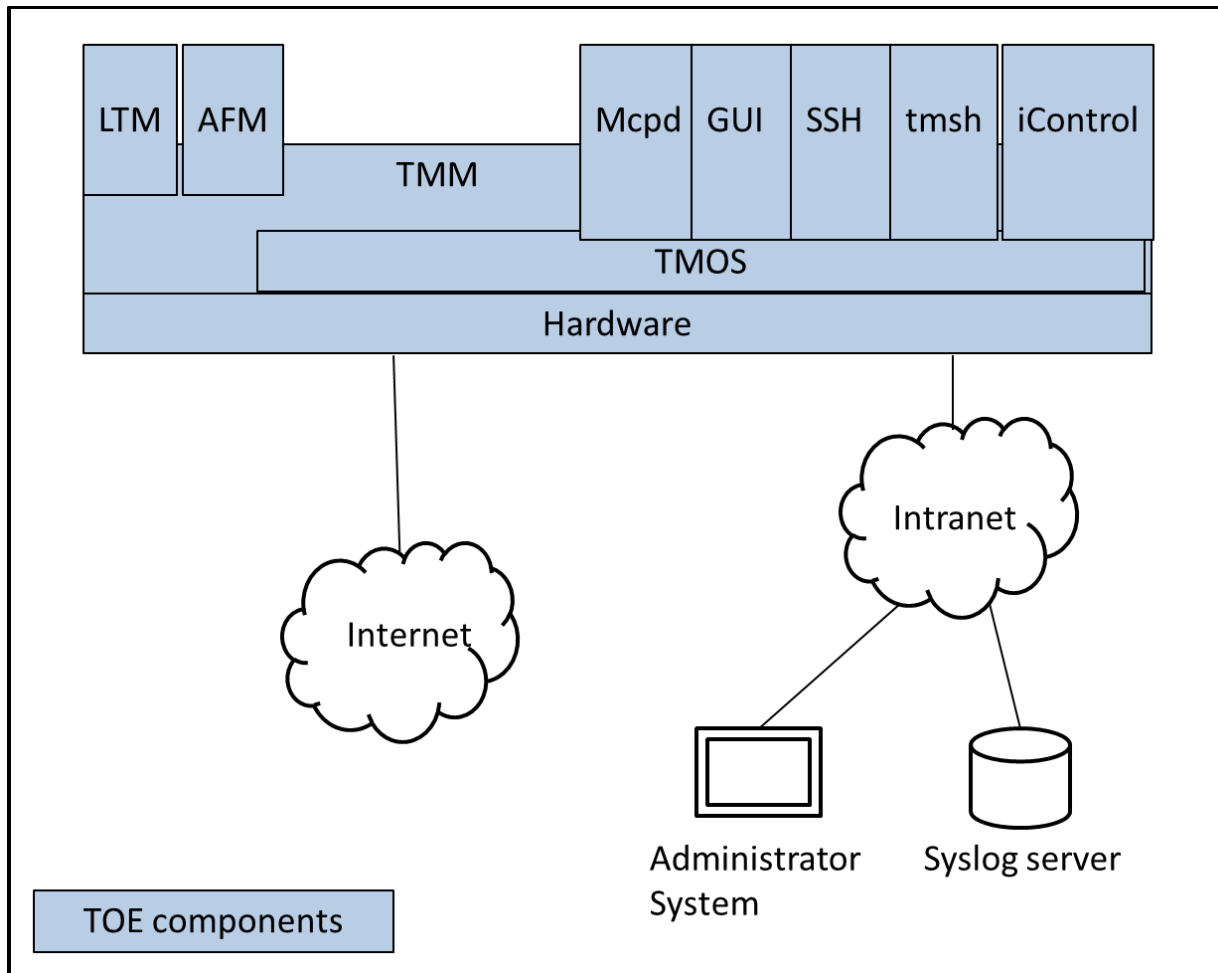 LTM
AFM
Mcpd
GUI
SSH
tmsh
iControl
TMM
TMOS
Hardware
Intranet
Internet
Administrator
System
Syslog server
TOE components